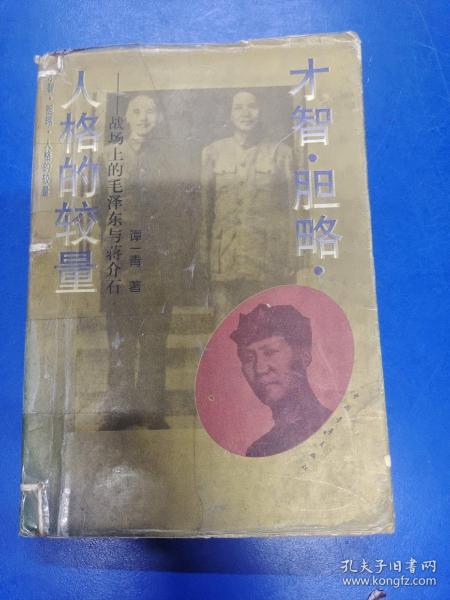 才智·胆略·
人格的较量
——战场上的毛泽东与蒋介石
谭一青 著
孔夫子旧书网
www.kongfz.com